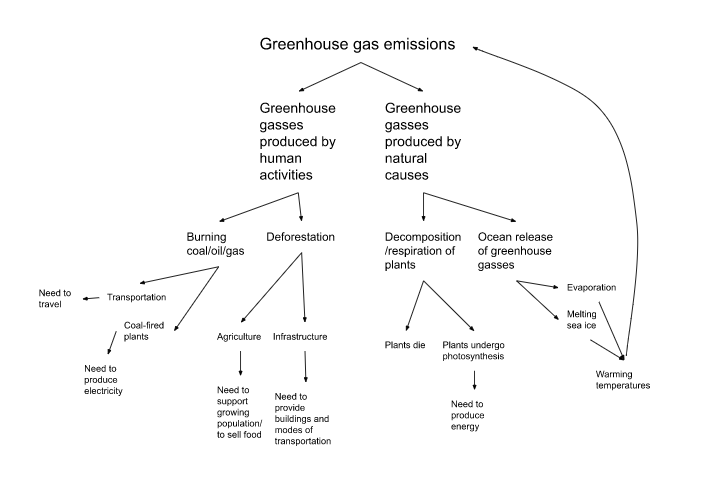 Greenhouse gas emissions
Greenhouse
gasses
produced by
human
activities
Greenhouse
gasses
produced by
natural
causes
Burning
coal/oil/gas
Deforestation
Decomposition
/respiration of
plants
Ocean release
of greenhouse
gasses
Need to
travel
Transportation
Coal-fired
plants
Need to
produce
electricity
Agriculture
Infrastructure
Need to
support
growing
population/
to sell food
Need to
provide
buildings and
modes of
transportation
Plants die
Plants undergo
photosynthesis
Need to
produce
energy
Evaporation
Melting
sea ice
Warming
temperatures